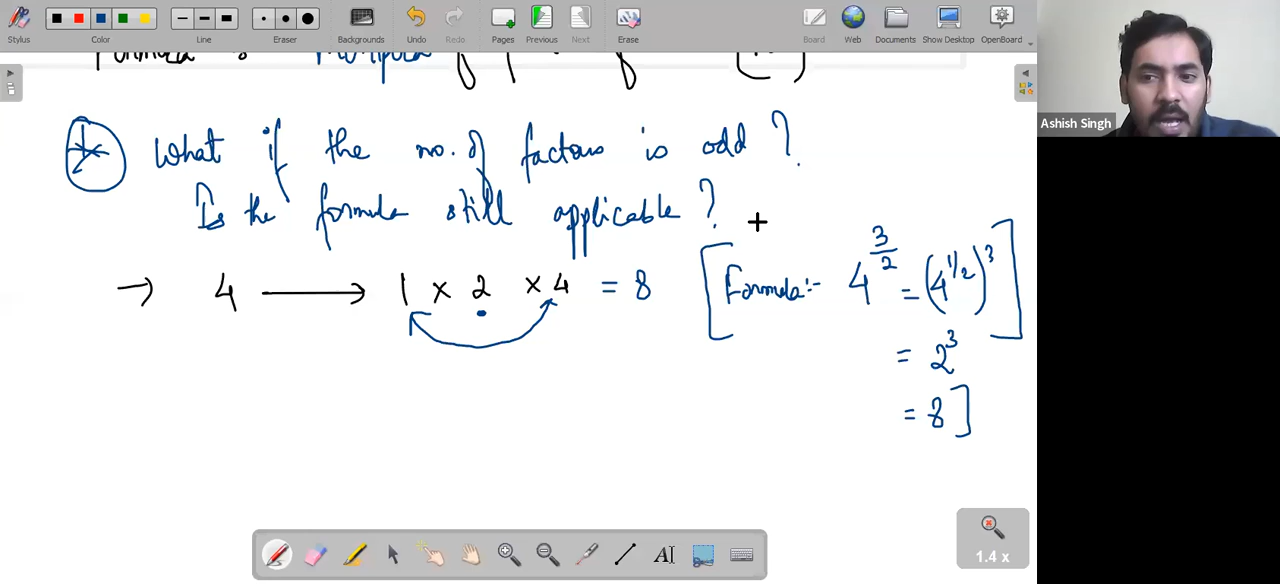 Stylus Color Line Eraser Backgrounds Undo Redo Pages Previous Next Erase Board Web Documents Show Desktop OpenBoard
Ashish Singh
What if the no. of factors is odd ?
Is the formula still applicable ?
→ 4 → 1 × 2 × 4 = 8 [Formula:- 4^{3/2} = (4^{1/2})^3]
= 2^3
= 8]
1.4 x